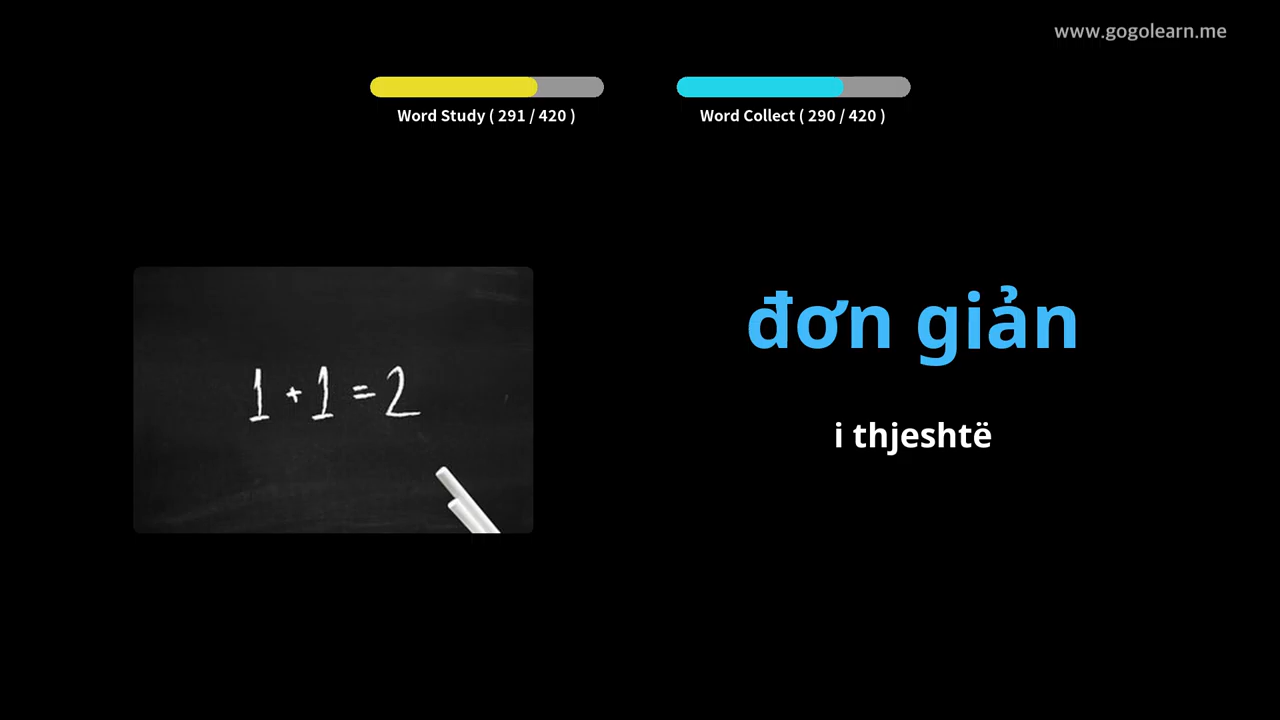 www.gogolearn.me
Word Study ( 291 / 420 )
Word Collect ( 290 / 420 )
1 + 1 = 2
đơn giản
i thjeshtë